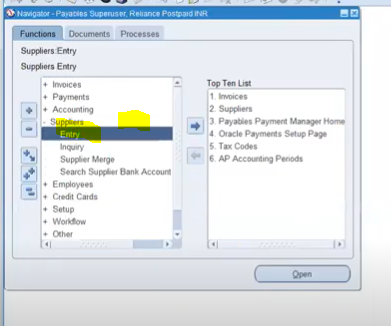 Navigator - Payables Superuser, Reliance Postpard INR
Functions
Documents
Processes
Suppliers:Entry
Suppliers Entry
+ Invoices
+ Payments
+ Accounting
- Suppliers
Entry
Inquiry
Supplier Merge
Search Supplier Bank Account
+ Employees
+ Credit Cards
+ Setup
+ Workflow
+ Other
Top Ten List
1. Invoices
2. Suppliers
3. Payables Payment Manager Home
4. Oracle Payments Setup Page
5. Tax Codes
6. AP Accounting Periods
Open